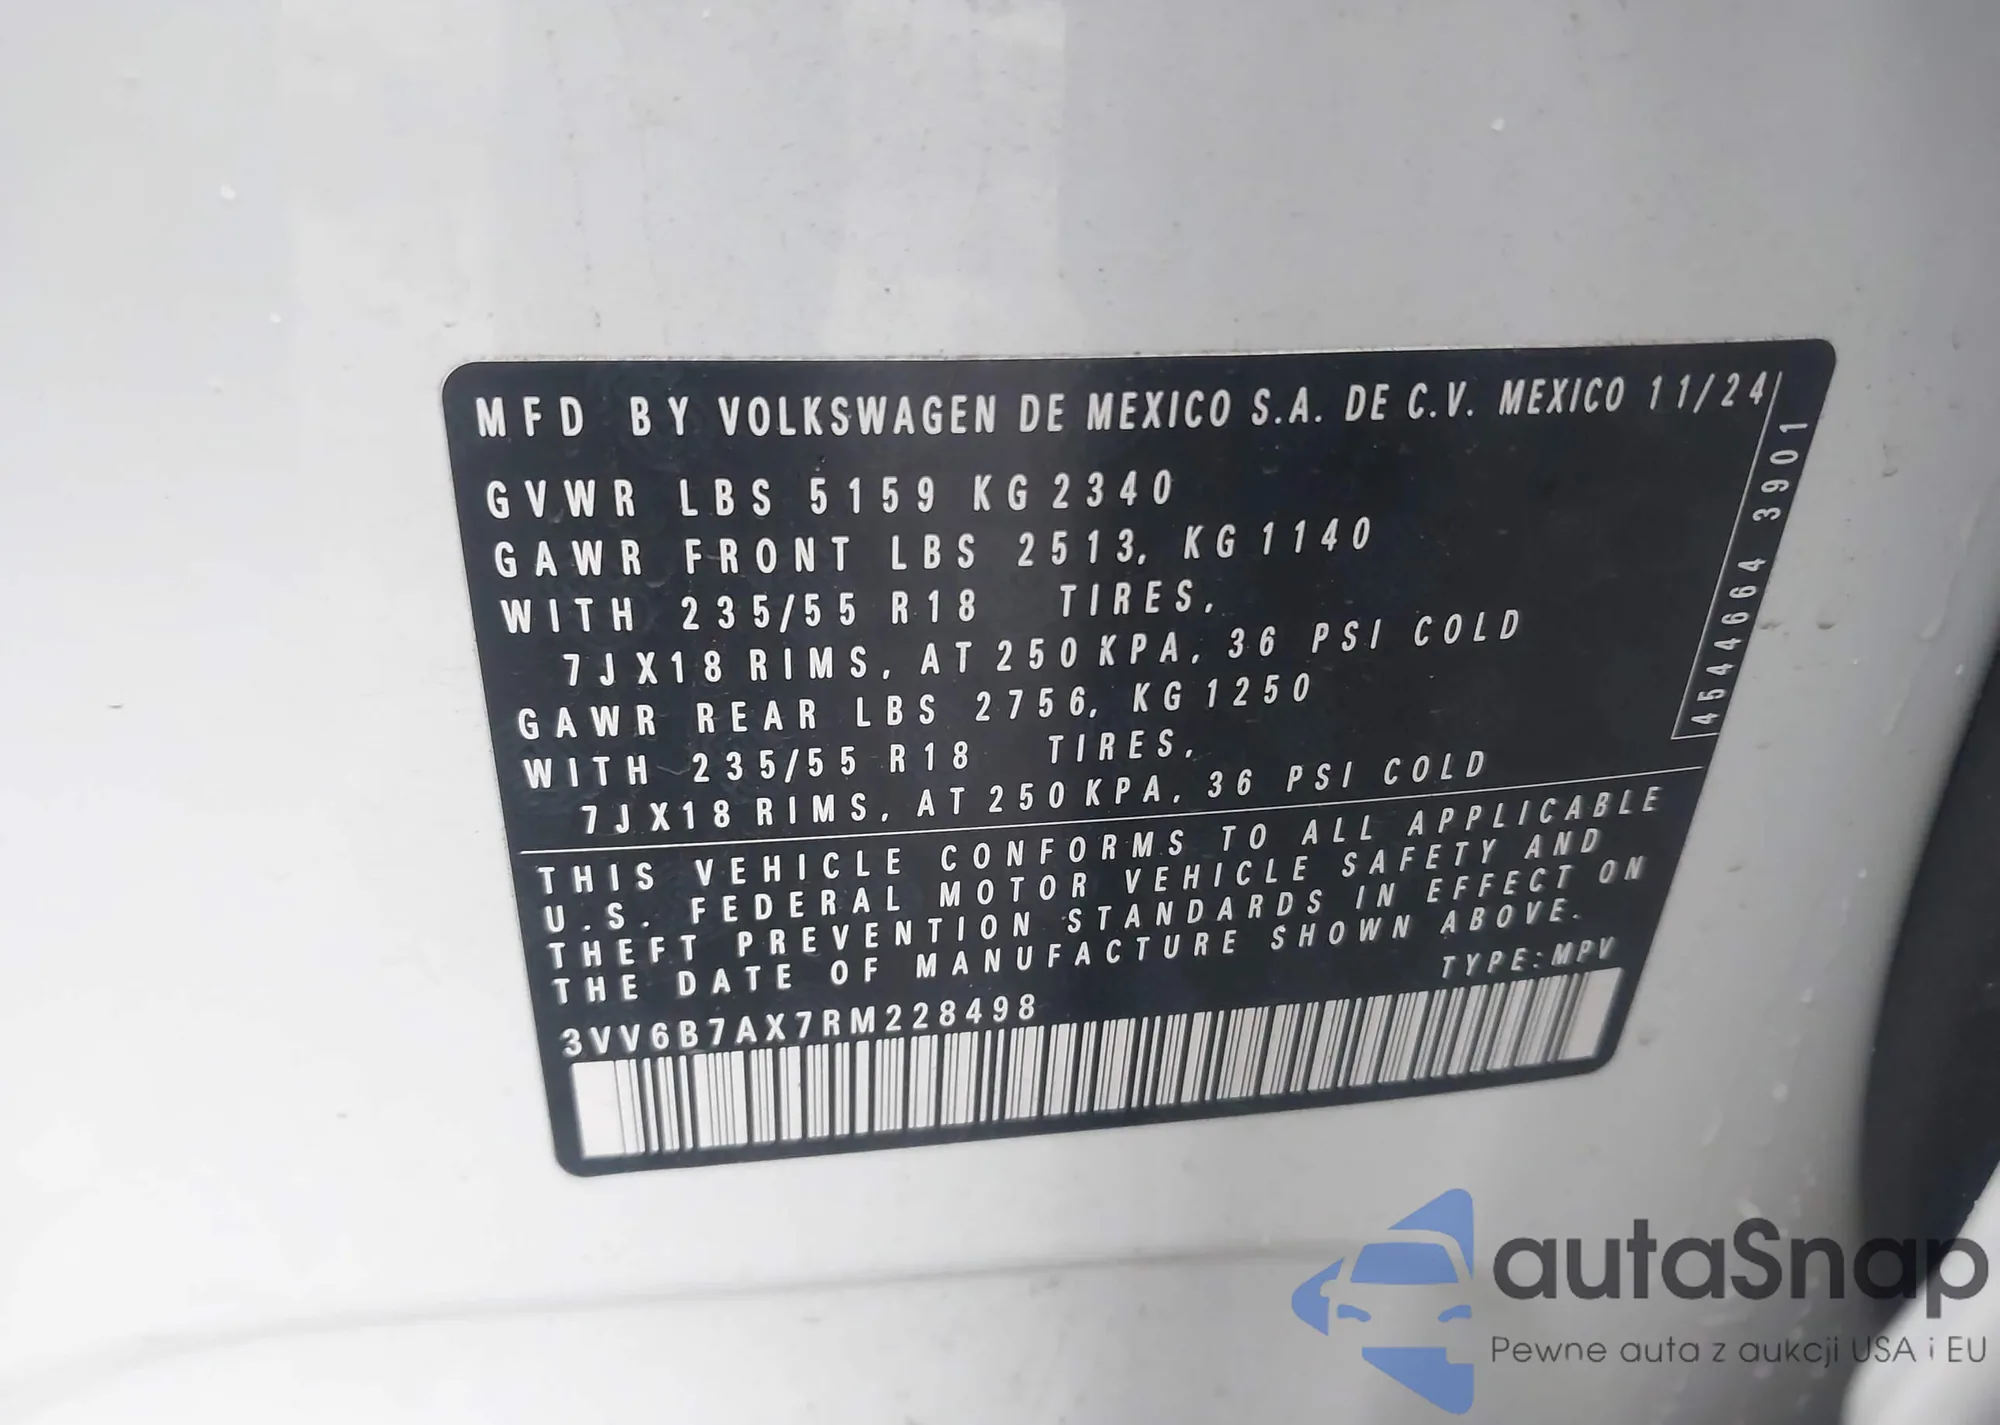 MFD BY VOLKSWAGEN DE MEXICO S.A. DE C.V. MEXICO 11/24
GVWR LBS 5159 KG 2340
GAWR FRONT LBS 2513, KG 1140
WITH 235/55 R18 TIRES,
7JX18 RIMS, AT 250 KPA, 36 PSI COLD
GAWR REAR LBS 2756, KG 1250
WITH 235/55 R18 TIRES,
7JX18 RIMS, AT 250 KPA, 36 PSI COLD
4544664 3901
THIS VEHICLE CONFORMS TO ALL APPLICABLE
U.S. FEDERAL MOTOR VEHICLE SAFETY AND
THEFT PREVENTION STANDARDS IN EFFECT ON
THE DATE OF MANUFACTURE SHOWN ABOVE.
TYPE:MPV
3VV6B7AX7RM228498
autaSnap
Pewne auta z aukcji USA i EU